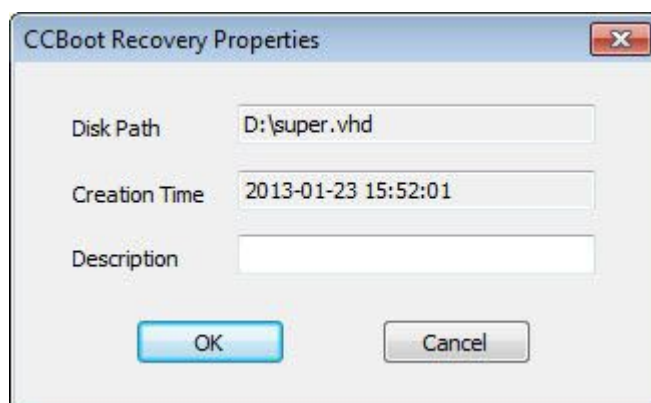 CCBoot Recovery Properties
Disk Path D:\super.vhd
Creation Time 2013-01-23 15:52:01
Description
OK Cancel